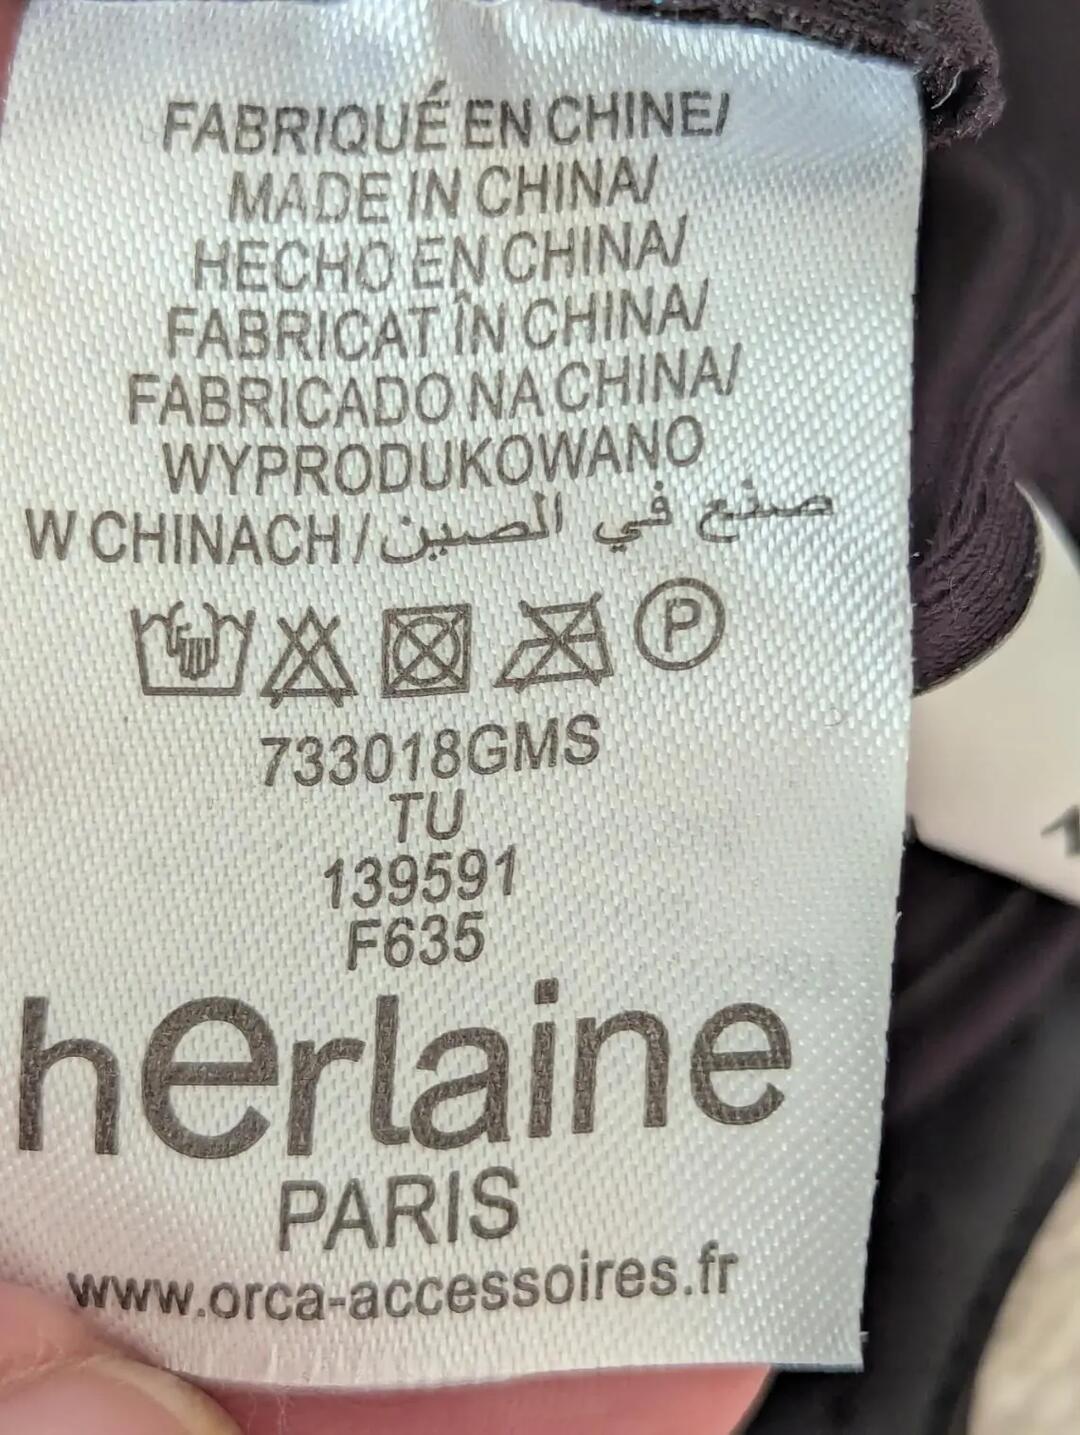 FABRIQUÉ EN CHINE/
MADE IN CHINA/
HECHO EN CHINA/
FABRICAT ÎN CHINA/
FABRICADO NA CHINA/
WYPRODUKOWANO
W CHINACH / صنع في الصين
P
733018GMS
TU
139591
F635
herlaine
PARIS
www.orca-accessoires.fr